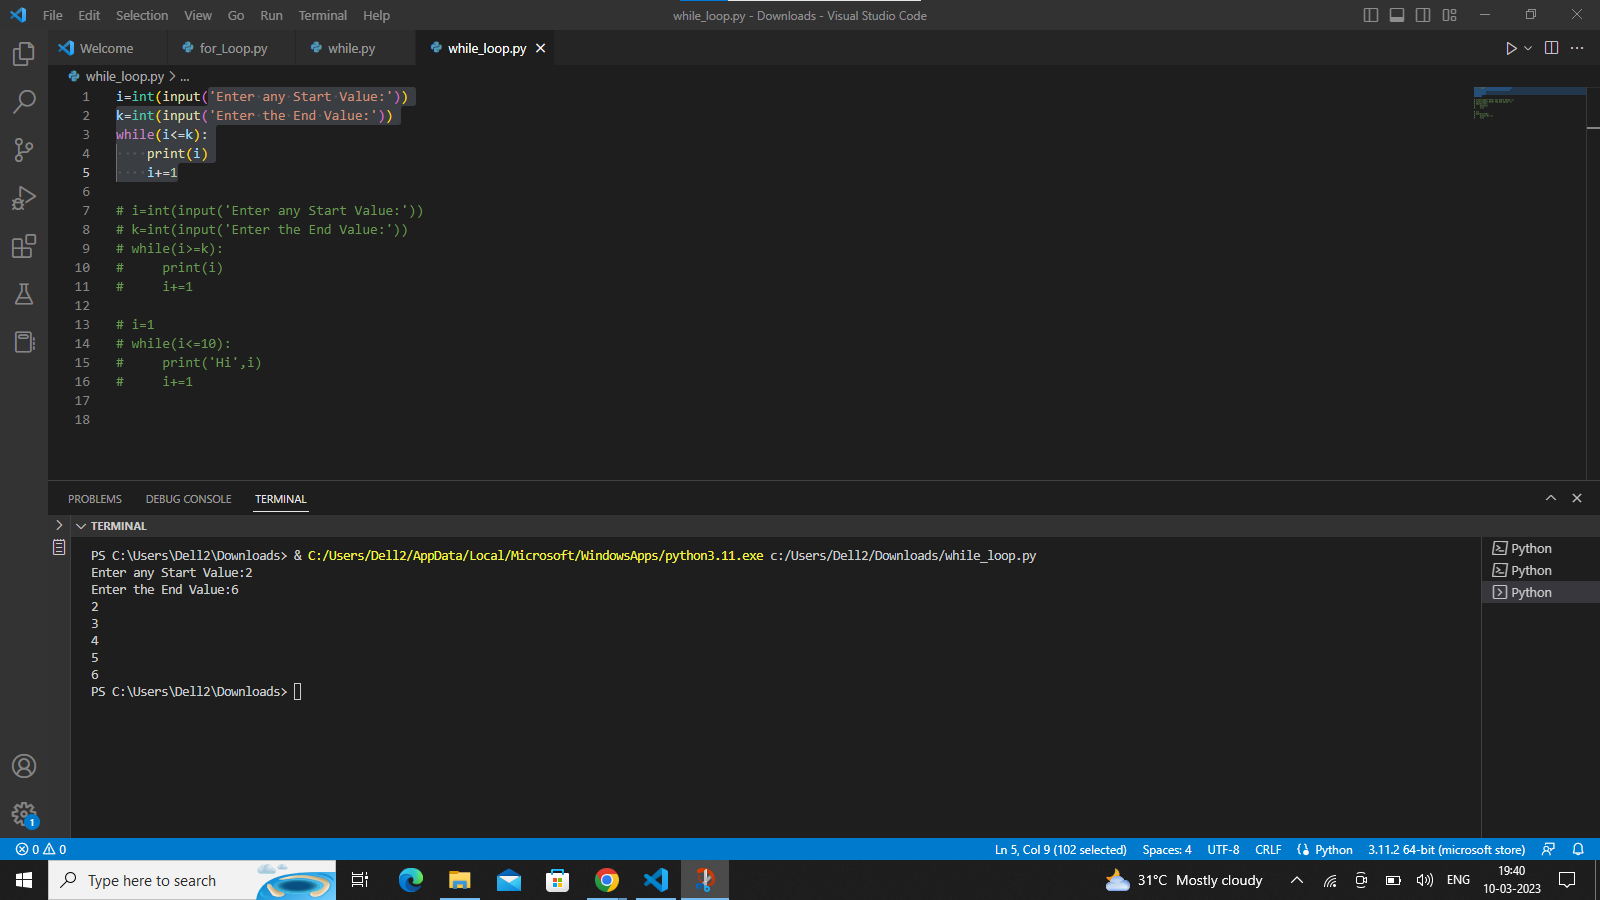 File Edit Selection View Go Run Terminal Help
while_loop.py - Downloads - Visual Studio Code
Welcome for_Loop.py while.py while_loop.py
while_loop.py > ...
1 i=int(input('Enter any Start Value:'))
2 k=int(input('Enter the End Value:'))
3 while(i<=k):
4     print(i)
5     i+=1
6
7 # i=int(input('Enter any Start Value:'))
8 # k=int(input('Enter the End Value:'))
9 # while(i>=k):
10 #     print(i)
11 #     i+=1
12
13 # i=1
14 # while(i<=10):
15 #     print('Hi',i)
16 #     i+=1
17
18
PROBLEMS DEBUG CONSOLE TERMINAL
TERMINAL
PS C:\Users\Dell2\Downloads> & C:/Users/Dell2/AppData/Local/Microsoft/WindowsApps/python3.11.exe c:/Users/Dell2/Downloads/while_loop.py
Enter any Start Value:2
Enter the End Value:6
2
3
4
5
6
PS C:\Users\Dell2\Downloads>
Python
Python
Python
1
0 0 Ln 5, Col 9 (102 selected) Spaces: 4 UTF-8 CRLF Python 3.11.2 64-bit (microsoft store)
Type here to search
31°C Mostly cloudy
ENG
19:40
10-03-2023